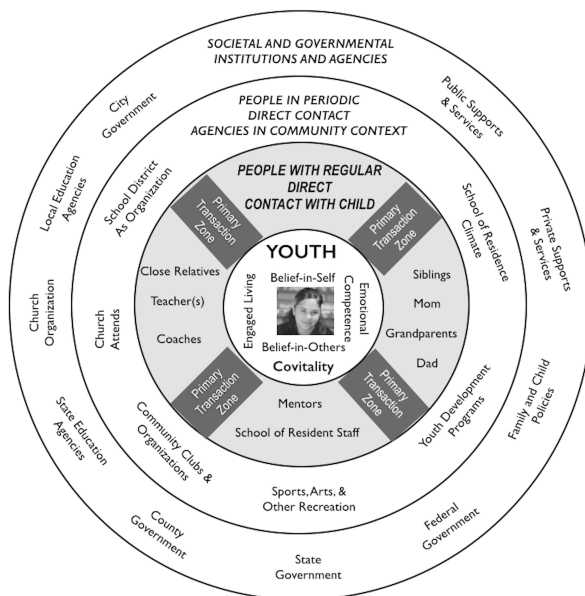 SOCIETAL AND GOVERNMENTAL
INSTITUTIONS AND AGENCIES
City
Government
Public Supports
& Services
PEOPLE IN PERIODIC
DIRECT CONTACT
AGENCIES IN COMMUNITY CONTEXT
Local Education
Agencies
School District
As Organization
PEOPLE WITH REGULAR
DIRECT
CONTACT WITH CHILD
School of Residence
Climate
Private Supports
& Services
Primary
Transaction
Zone
Primary
Transaction
Zone
YOUTH
Belief-in-Self
Engaged Living
Emotional
Competence
Belief-in-Others
Covitality
Close Relatives
Teacher(s)
Coaches
Siblings
Mom
Grandparents
Dad
Church
Organization
Church
Attends
Primary
Transaction
Zone
Primary
Transaction
Zone
Mentors
School of Resident Staff
State Education
Agencies
Community Clubs &
Organizations
Youth Development
Programs
Family and Child
Policies
Sports, Arts, &
Other Recreation
County
Government
State
Government
Federal
Government